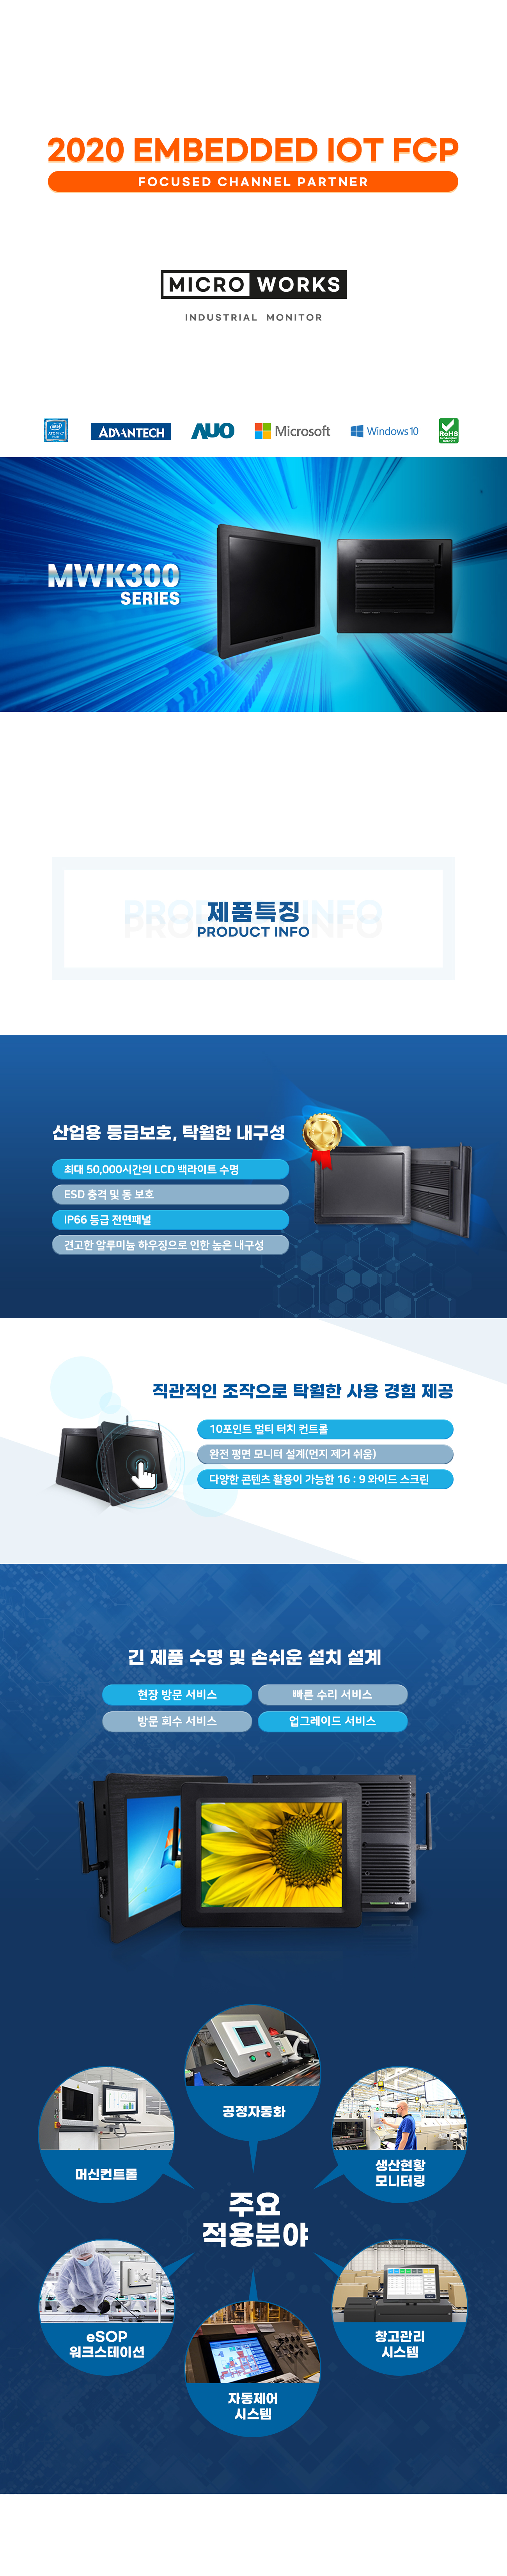 2020 EMBEDDED IOT FCP
FOCUSED CHANNEL PARTNER
MICRO WORKS
INDUSTRIAL MONITOR
intel
ATOM x7
ADVANTECH
AUO
Microsoft
Windows 10
RoHS
MWK300
SERIES
PRODUCT INFO
제품특징
PRODUCT INFO
산업용 등급보호, 탁월한 내구성
최대 50,000시간의 LCD 백라이트 수명
ESD 충격 및 동 보호
IP66 등급 전면패널
견고한 알루미늄 하우징으로 인한 높은 내구성
직관적인 조작으로 탁월한 사용 경험 제공
10포인트 멀티 터치 컨트롤
완전 평면 모니터 설계(먼지 제거 쉬움)
다양한 콘텐츠 활용이 가능한 16 : 9 와이드 스크린
긴 제품 수명 및 손쉬운 설치 설계
현장 방문 서비스
빠른 수리 서비스
방문 회수 서비스
업그레이드 서비스
공정자동화
머신컨트롤
생산현황
모니터링
주요
적용분야
eSOP
워크스테이션
창고관리
시스템
자동제어
시스템